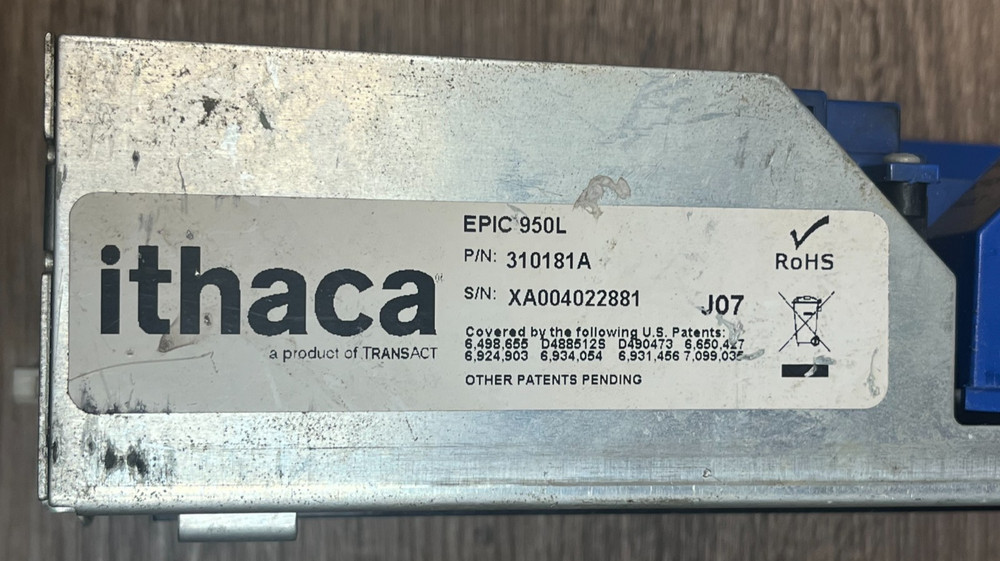 ithaca
a product of TRANSACT
EPIC 950L
P/N: 310181A
S/N: XA004022881
J07
Covered by the following U.S. Patents:
6,498,655 D488512S D490473 6,650,427
6,924,903 6,934,054 6,931,456 7,099,035
OTHER PATENTS PENDING
RoHS